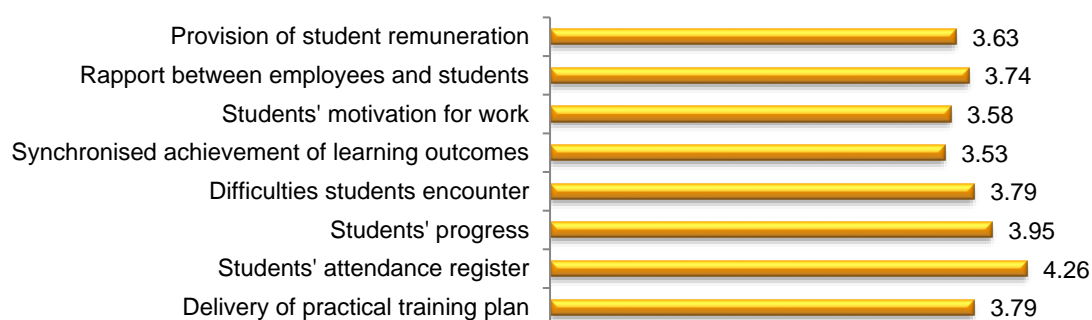 Provision of student remuneration 3.63
Rapport between employees and students 3.74
Students' motivation for work 3.58
Synchronised achievement of learning outcomes 3.53
Difficulties students encounter 3.79
Students' progress 3.95
Students' attendance register 4.26
Delivery of practical training plan 3.79